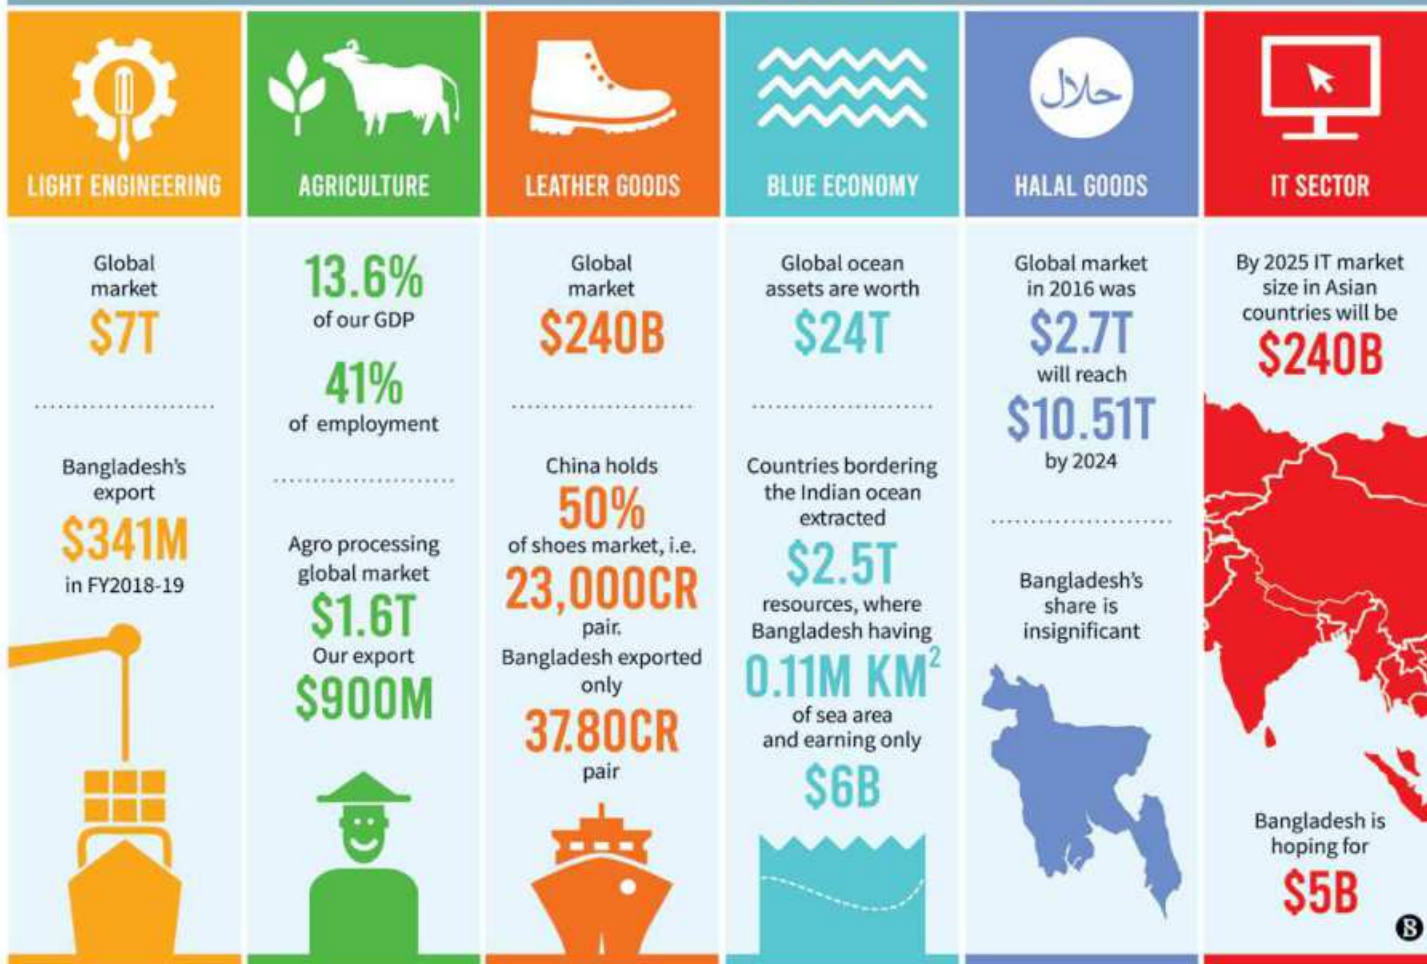 LIGHT ENGINEERING
Global
market
$7T
Bangladesh's
export
$341M
in FY2018-19
AGRICULTURE
13.6%
of our GDP
41%
of employment
Agro processing
global market
$1.6T
Our export
$900M
LEATHER GOODS
Global
market
$240B
China holds
50%
of shoes market, i.e.
23,000CR
pair.
Bangladesh exported
only
37.80CR
pair
BLUE ECONOMY
Global ocean
assets are worth
$24T
Countries bordering
the Indian ocean
extracted
$2.5T
resources, where
Bangladesh having
0.11M KM²
of sea area
and earning only
$6B
حلال
HALAL GOODS
Global market
in 2016 was
$2.7T
will reach
$10.51T
by 2024
Bangladesh's
share is
insignificant
IT SECTOR
By 2025 IT market
size in Asian
countries will be
$240B
Bangladesh is
hoping for
$5B
B